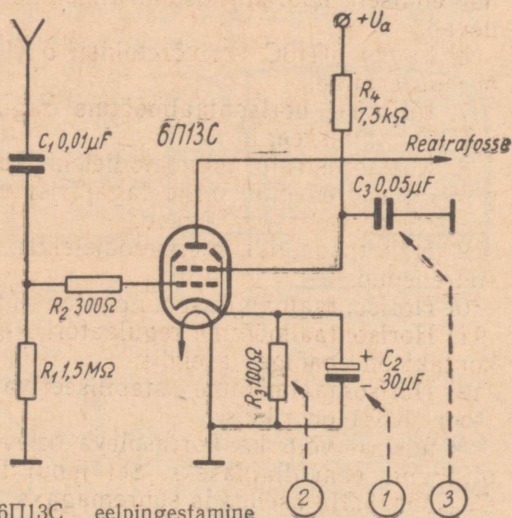 +Ua
R4
7,5kΩ
6П13С
C1 0,01μF
Reatrafosse
C3 0,05μF
R2 300Ω
R1 1,5MΩ
R3 100Ω
+ C2
− 30μF
2 1 3
6П13С eelpingestamine